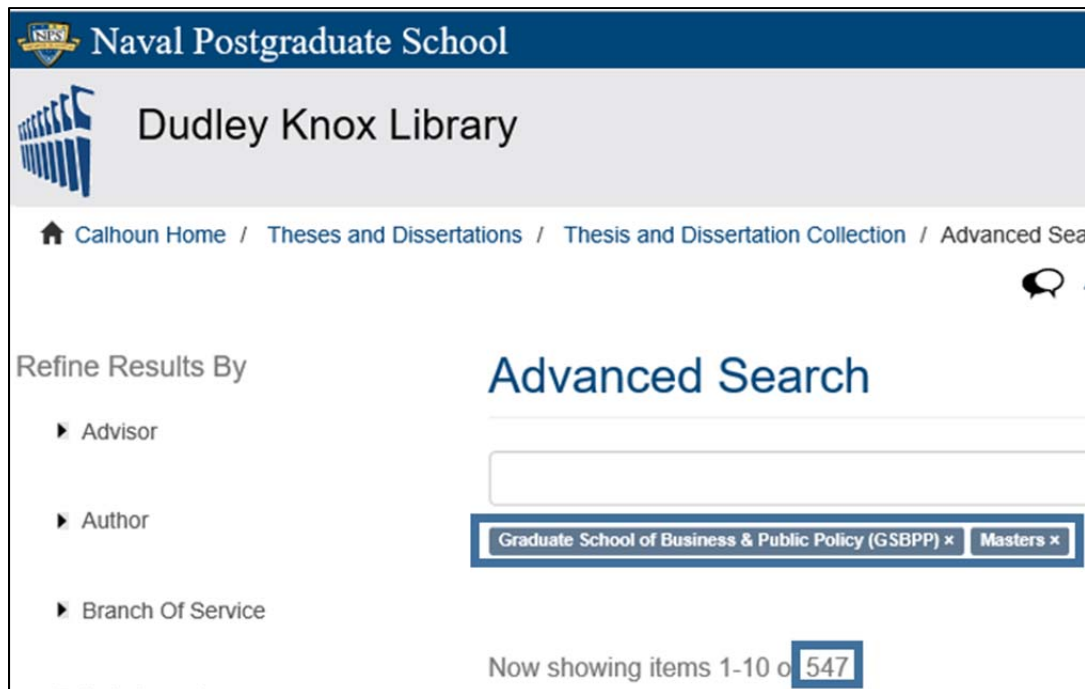 NPS
Naval Postgraduate School
Dudley Knox Library
Calhoun Home / Theses and Dissertations / Thesis and Dissertation Collection / Advanced Sea
Refine Results By
Advanced Search
Advisor
Author
Graduate School of Business & Public Policy (GSBPP) × Masters ×
Branch Of Service
Now showing items 1-10 o 547